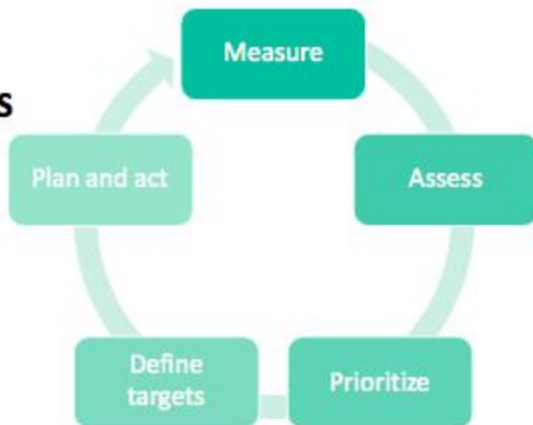 Measure
s
Plan and act
Assess
Define
targets
Prioritize